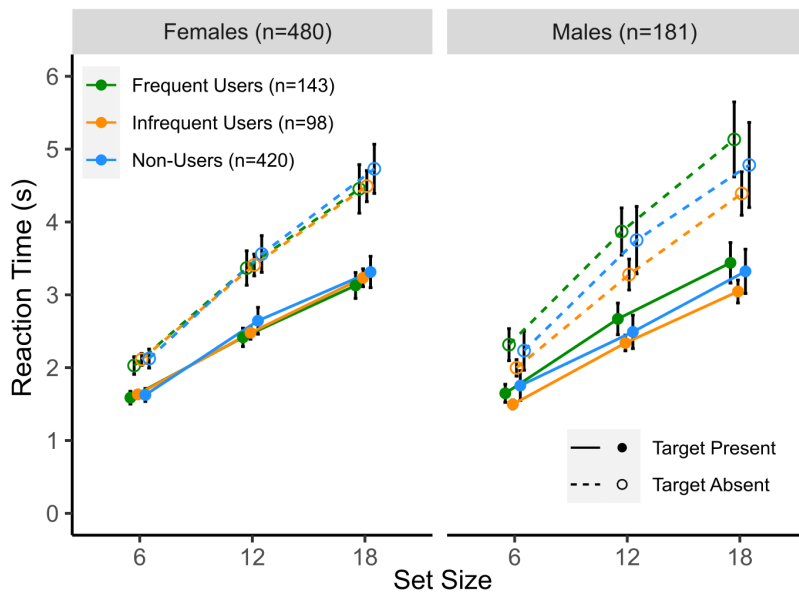 Females (n=480)
Males (n=181)
Frequent Users (n=143)
Infrequent Users (n=98)
Non-Users (n=420)
Reaction Time (s)
6
5
4
3
2
1
0
Target Present
Target Absent
6
12
18
6
12
18
Set Size